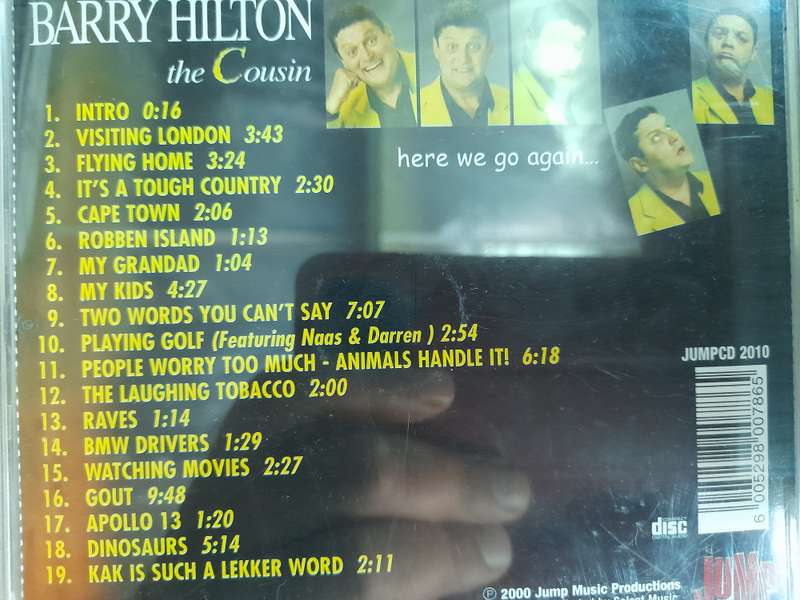 BARRY HILTON
the Cousin
here we go again...
1. INTRO 0:16
2. VISITING LONDON 3:43
3. FLYING HOME 3:24
4. IT'S A TOUGH COUNTRY 2:30
5. CAPE TOWN 2:06
6. ROBBEN ISLAND 1:13
7. MY GRANDAD 1:04
8. MY KIDS 4:27
9. TWO WORDS YOU CAN'T SAY 7:07
10. PLAYING GOLF (Featuring Naas & Darren ) 2:54
11. PEOPLE WORRY TOO MUCH - ANIMALS HANDLE IT! 6:18
12. THE LAUGHING TOBACCO 2:00
13. RAVES 1:14
14. BMW DRIVERS 1:29
15. WATCHING MOVIES 2:27
16. GOUT 9:48
17. APOLLO 13 1:20
18. DINOSAURS 5:14
19. KAK IS SUCH A LEKKER WORD 2:11
JUMPCD 2010
6 005298 007865
disc
JUMP
℗ 2000 Jump Music Productions
by Select Music